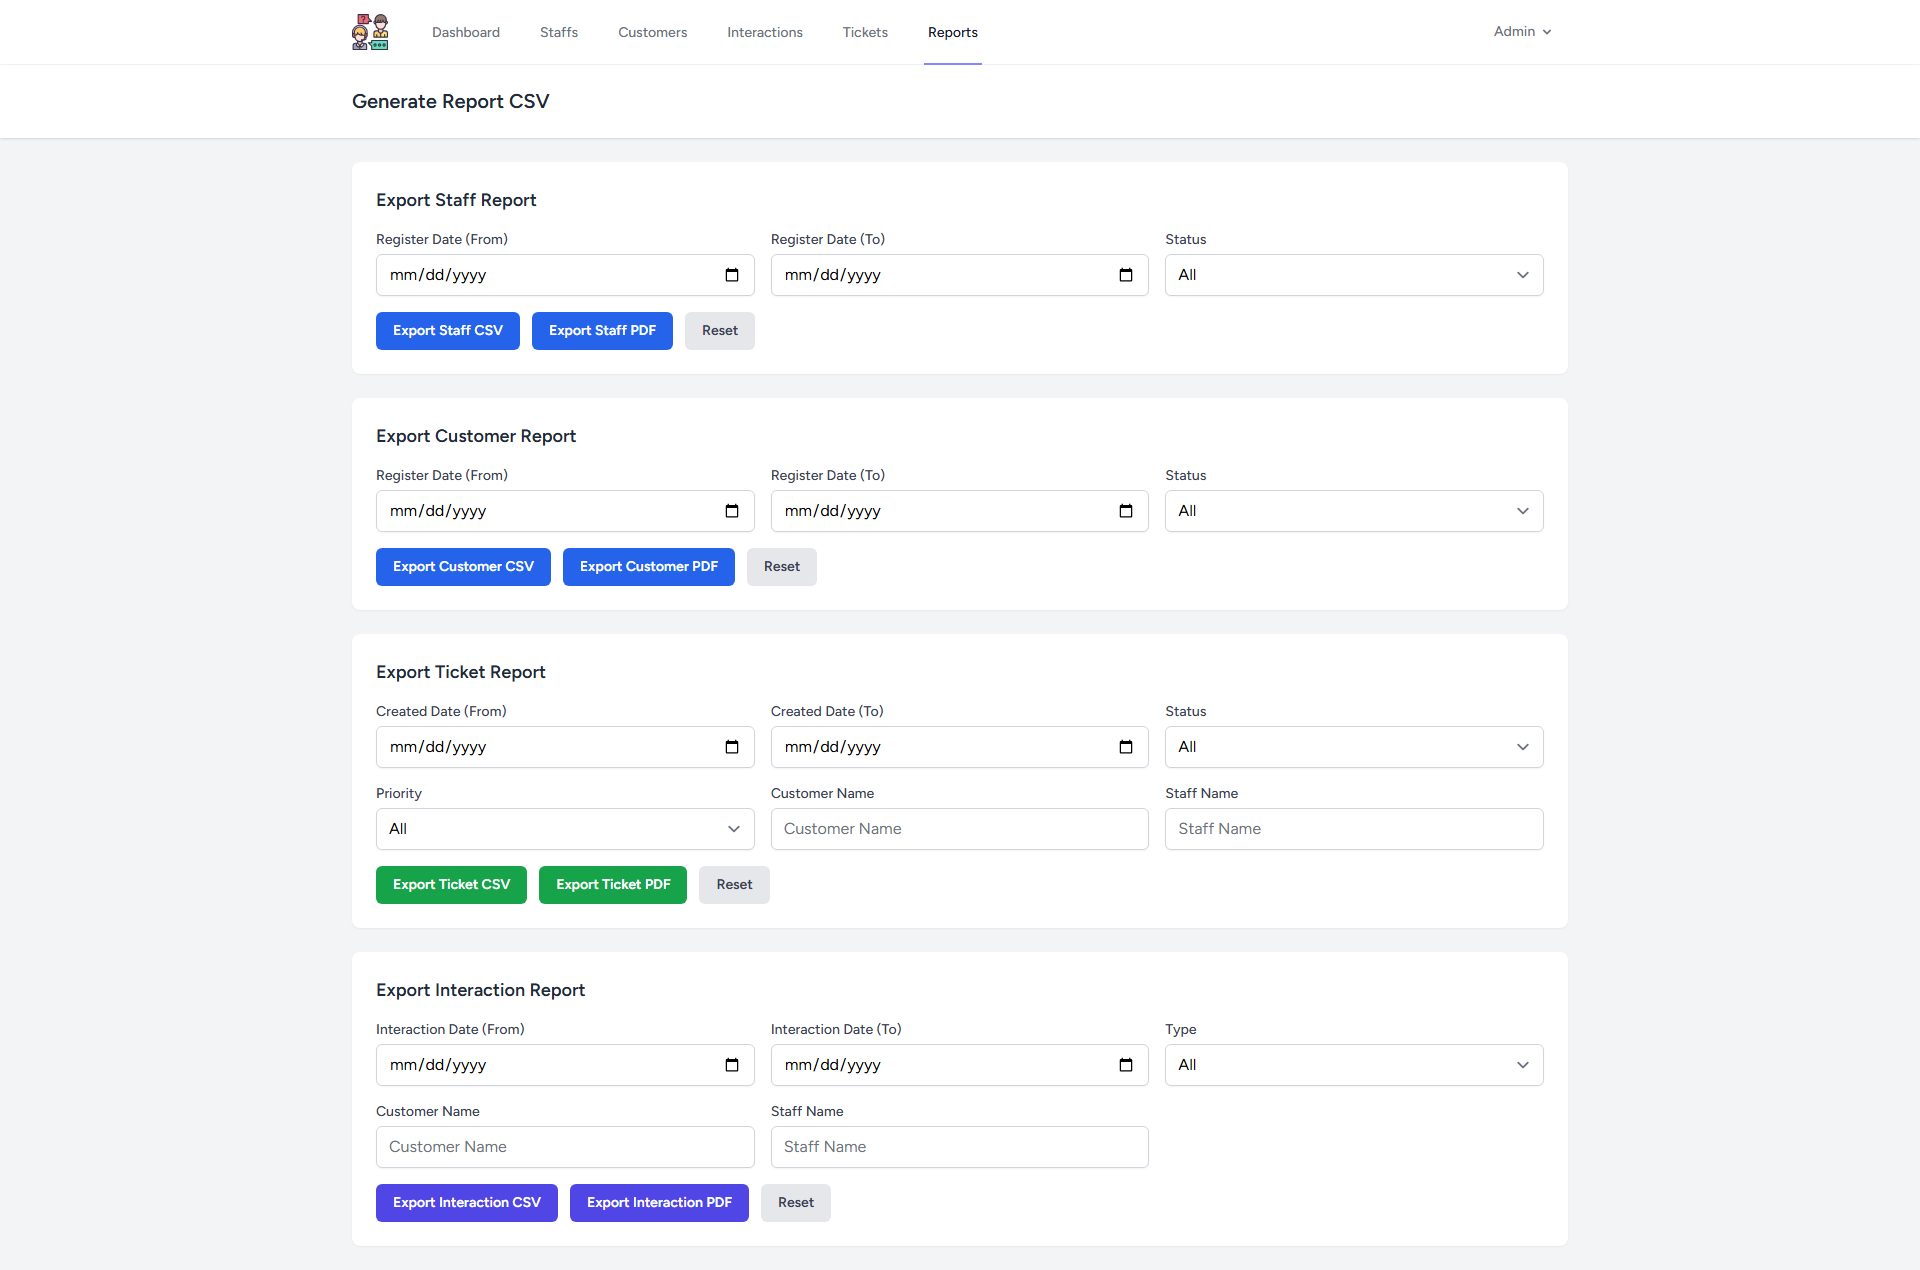 Dashboard Staffs Customers Interactions Tickets Reports Admin
Generate Report CSV
Export Staff Report
Register Date (From) Register Date (To) Status
mm/dd/yyyy mm/dd/yyyy All
Export Staff CSV Export Staff PDF Reset
Export Customer Report
Register Date (From) Register Date (To) Status
mm/dd/yyyy mm/dd/yyyy All
Export Customer CSV Export Customer PDF Reset
Export Ticket Report
Created Date (From) Created Date (To) Status
mm/dd/yyyy mm/dd/yyyy All
Priority Customer Name Staff Name
All Customer Name Staff Name
Export Ticket CSV Export Ticket PDF Reset
Export Interaction Report
Interaction Date (From) Interaction Date (To) Type
mm/dd/yyyy mm/dd/yyyy All
Customer Name Staff Name
Customer Name Staff Name
Export Interaction CSV Export Interaction PDF Reset